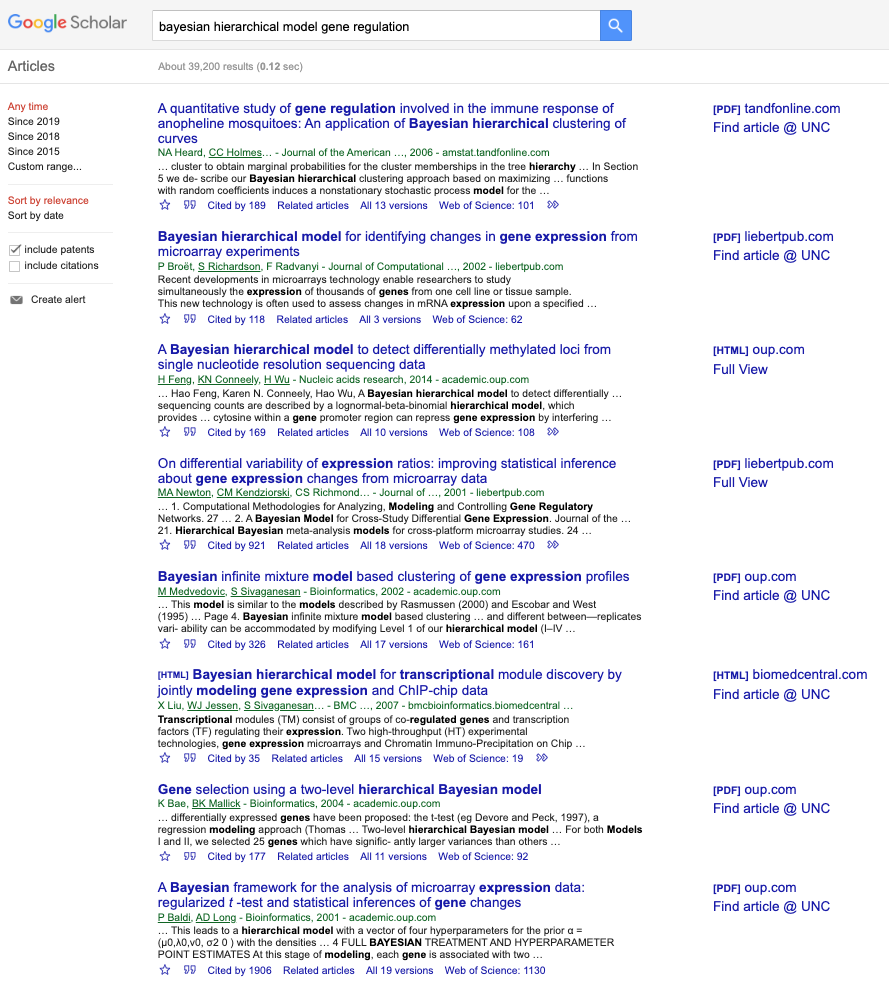 Google Scholar
bayesian hierarchical model gene regulation
Articles
About 39,200 results (0.12 sec)
Any time
Since 2019
Since 2018
Since 2015
Custom range...
Sort by relevance
Sort by date
include patents
include citations
Create alert
A quantitative study of gene regulation involved in the immune response of
anopheline mosquitoes: An application of Bayesian hierarchical clustering of
curves
NA Heard, CC Holmes… - Journal of the American …, 2006 - amstat.tandfonline.com
… cluster to obtain marginal probabilities for the cluster memberships in the tree hierarchy … In Section
5 we de- scribe our Bayesian hierarchical clustering approach based on maximizing … functions
with random coefficients induces a nonstationary stochastic process model for the …
Cited by 189 Related articles All 13 versions Web of Science: 101
[PDF] tandfonline.com
Find article @ UNC
Bayesian hierarchical model for identifying changes in gene expression from
microarray experiments
P Broët, S Richardson, F Radvanyi - Journal of Computational …, 2002 - liebertpub.com
Recent developments in microarrays technology enable researchers to study
simultaneously the expression of thousands of genes from one cell line or tissue sample.
This new technology is often used to assess changes in mRNA expression upon a specified …
Cited by 118 Related articles All 3 versions Web of Science: 62
[PDF] liebertpub.com
Find article @ UNC
A Bayesian hierarchical model to detect differentially methylated loci from
single nucleotide resolution sequencing data
H Feng, KN Conneely, H Wu - Nucleic acids research, 2014 - academic.oup.com
… Hao Feng, Karen N. Conneely, Hao Wu, A Bayesian hierarchical model to detect differentially …
sequencing counts are described by a lognormal-beta-binomial hierarchical model, which
provides … cytosine within a gene promoter region can repress gene expression by interfering …
Cited by 169 Related articles All 10 versions Web of Science: 108
[HTML] oup.com
Full View
On differential variability of expression ratios: improving statistical inference
about gene expression changes from microarray data
MA Newton, CM Kendziorski, CS Richmond… - Journal of …, 2001 - liebertpub.com
… 1. Computational Methodologies for Analyzing, Modeling and Controlling Gene Regulatory
Networks. 27 … 2. A Bayesian Model for Cross-Study Differential Gene Expression. Journal of the …
21. Hierarchical Bayesian meta-analysis models for cross-platform microarray studies. 24 …
Cited by 921 Related articles All 18 versions Web of Science: 470
[PDF] liebertpub.com
Full View
Bayesian infinite mixture model based clustering of gene expression profiles
M Medvedovic, S Sivaganesan - Bioinformatics, 2002 - academic.oup.com
… This model is similar to the models described by Rasmussen (2000) and Escobar and West
(1995) … Page 4. Bayesian infinite mixture model based clustering … and different between—replicates
vari- ability can be accommodated by modifying Level 1 of our hierarchical model (I–IV …
Cited by 326 Related articles All 17 versions Web of Science: 161
[PDF] oup.com
Find article @ UNC
[HTML] Bayesian hierarchical model for transcriptional module discovery by
jointly modeling gene expression and ChIP-chip data
X Liu, WJ Jessen, S Sivaganesan… - BMC …, 2007 - bmcbioinformatics.biomedcentral …
Transcriptional modules (TM) consist of groups of co-regulated genes and transcription
factors (TF) regulating their expression. Two high-throughput (HT) experimental
technologies, gene expression microarrays and Chromatin Immuno-Precipitation on Chip …
Cited by 35 Related articles All 15 versions Web of Science: 19
[HTML] biomedcentral.com
Find article @ UNC
Gene selection using a two-level hierarchical Bayesian model
K Bae, BK Mallick - Bioinformatics, 2004 - academic.oup.com
… differentially expressed genes have been proposed: the t-test (eg Devore and Peck, 1997), a
regression modeling approach (Thomas … Two-level hierarchical Bayesian model … For both Models
I and II, we selected 25 genes which have signific- antly larger variances than others …
Cited by 177 Related articles All 11 versions Web of Science: 92
[PDF] oup.com
Find article @ UNC
A Bayesian framework for the analysis of microarray expression data:
regularized t -test and statistical inferences of gene changes
P Baldi, AD Long - Bioinformatics, 2001 - academic.oup.com
… This leads to a hierarchical model with a vector of four hyperparameters for the prior α =
(μ0,λ0,ν0, σ2 0 ) with the densities … 4 FULL BAYESIAN TREATMENT AND HYPERPARAMETER
POINT ESTIMATES At this stage of modeling, each gene is associated with two …
Cited by 1906 Related articles All 19 versions Web of Science: 1130
[PDF] oup.com
Find article @ UNC